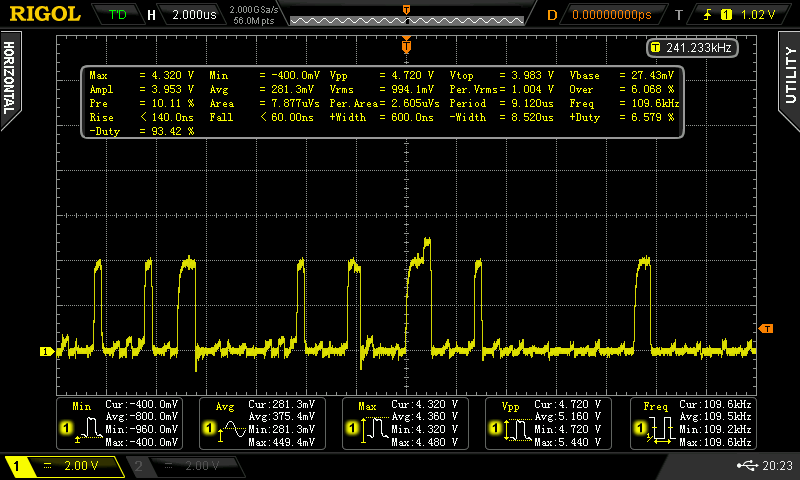 RIGOL T'D H 2.000us 2.000GSa/s 56.0M pts D 0.00000000ps T 1 1.02 V
T
HORIZONTAL
UTILITY
T 241.233kHz
Max = 4.320 V Min = -400.0mV Vpp = 4.720 V Vtop = 3.983 V Vbase = 27.43mV
Ampl = 3.953 V Avg = 281.3mV Vrms = 994.1mV Per.Vrms= 1.004 V Over = 6.068 %
Pre = 10.11 % Area = 7.877uVs Per.Area= 2.605uVs Period = 9.120us Freq = 109.6kHz
Rise < 140.0ns Fall < 60.00ns +Width = 600.0ns -Width = 8.520us +Duty = 6.579 %
-Duty = 93.42 %
T
T
1
Min Cur:-400.0mV Avg Cur:281.3mV Max Cur:4.320 V Vpp Cur:4.720 V Freq Cur:109.6kHz
Avg:-800.0mV Avg:375.4mV Avg:4.360 V Avg:5.160 V Avg:109.5kHz
1 Min:-960.0mV 1 Min:281.3mV 1 Min:4.320 V 1 Min:4.720 V 1 Min:109.2kHz
Max:-400.0mV Max:449.4mV Max:4.480 V Max:5.440 V Max:109.6kHz
1 = 2.00 V 2 = 2.00 V 20:23